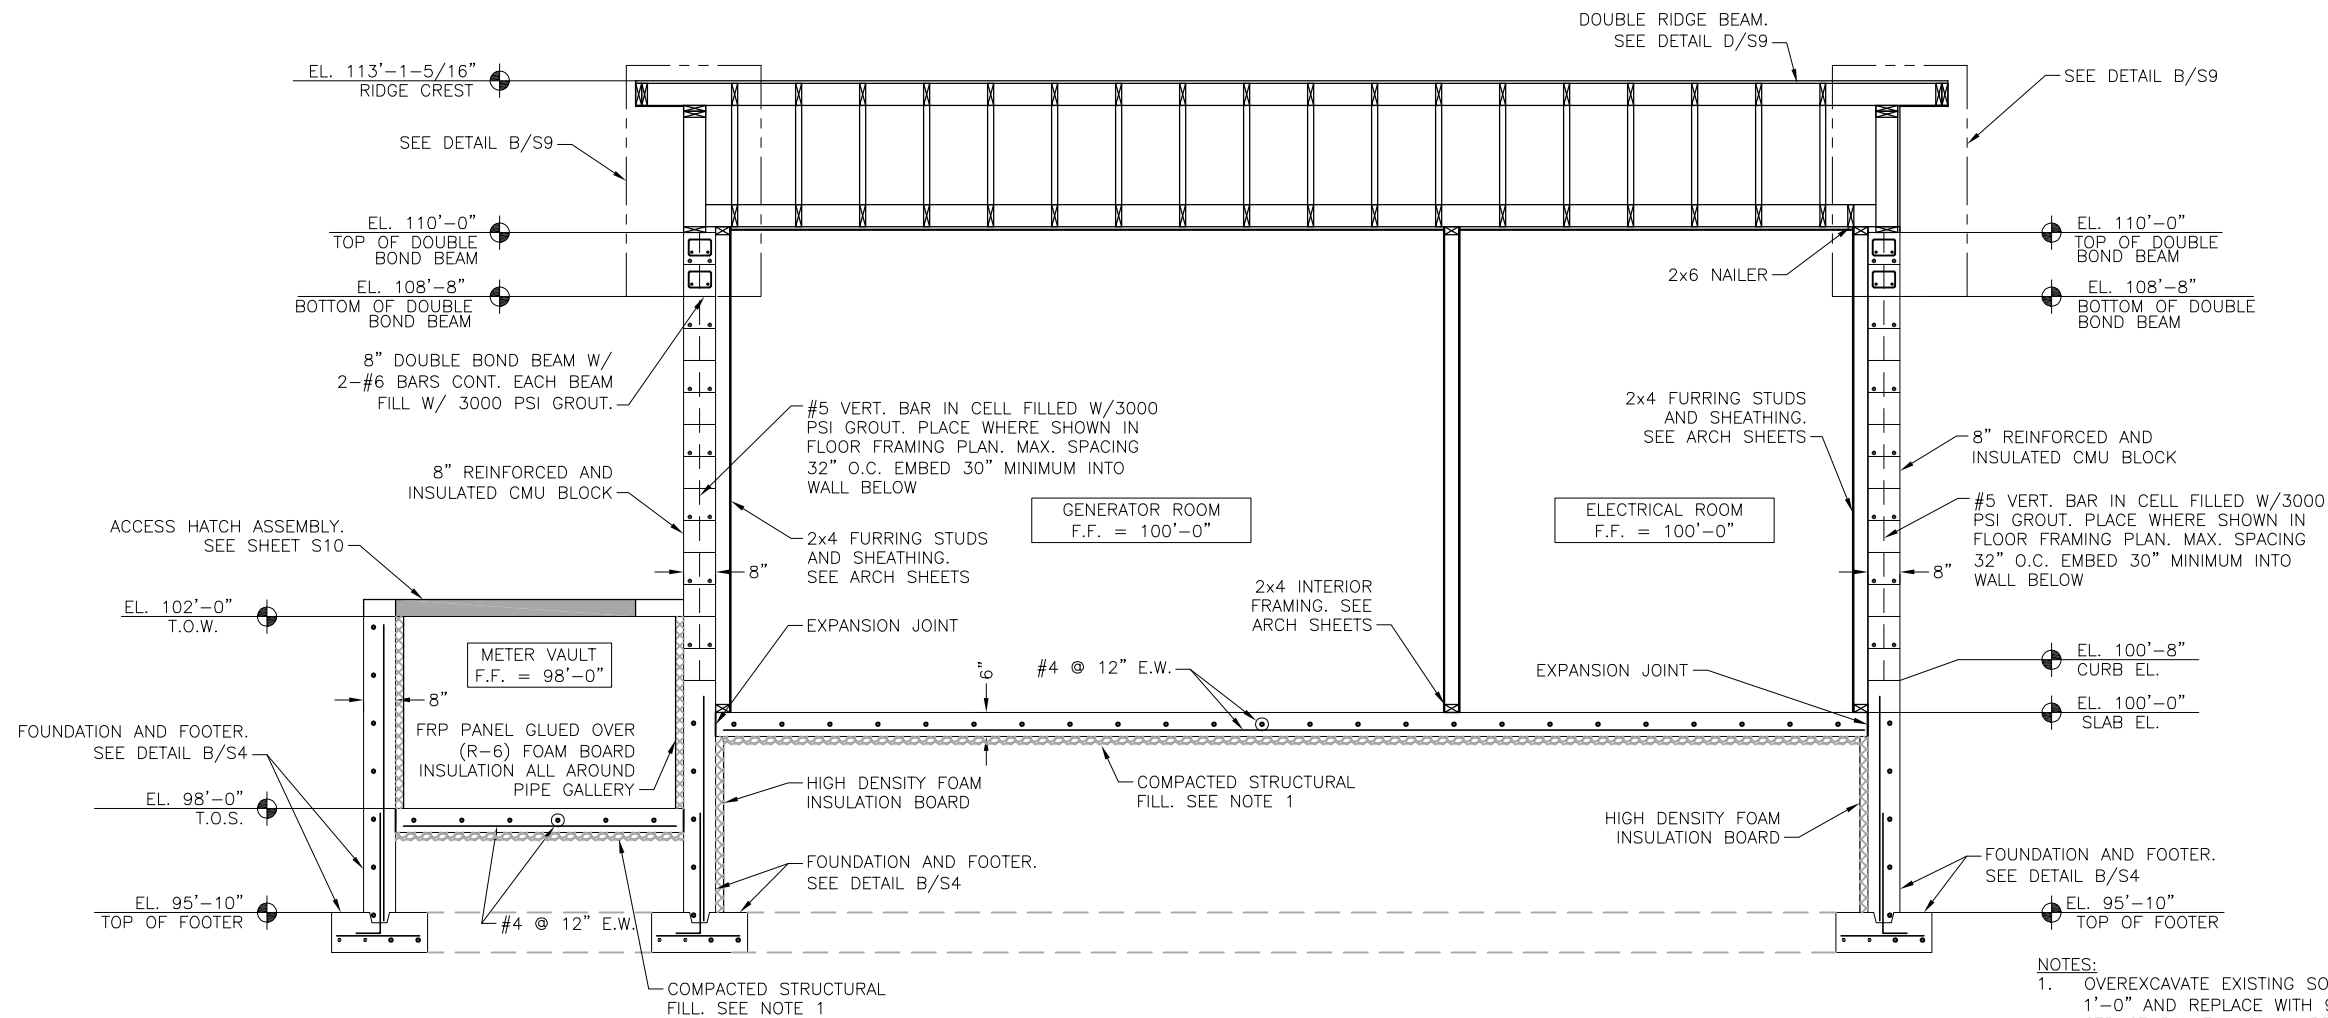 DOUBLE RIDGE BEAM.
SEE DETAIL D/S9
EL. 113'-1-5/16"
RIDGE CREST
SEE DETAIL B/S9
SEE DETAIL B/S9
EL. 110'-0"
TOP OF DOUBLE
BOND BEAM
EL. 110'-0"
TOP OF DOUBLE
BOND BEAM
2x6 NAILER
EL. 108'-8"
BOTTOM OF DOUBLE
BOND BEAM
EL. 108'-8"
BOTTOM OF DOUBLE
BOND BEAM
8" DOUBLE BOND BEAM W/
2-#6 BARS CONT. EACH BEAM
FILL W/ 3000 PSI GROUT.
#5 VERT. BAR IN CELL FILLED W/3000
PSI GROUT. PLACE WHERE SHOWN IN
FLOOR FRAMING PLAN. MAX. SPACING
32" O.C. EMBED 30" MINIMUM INTO
WALL BELOW
2x4 FURRING STUDS
AND SHEATHING.
SEE ARCH SHEETS
8" REINFORCED AND
INSULATED CMU BLOCK
8" REINFORCED AND
INSULATED CMU BLOCK
GENERATOR ROOM
F.F. = 100'-0"
ELECTRICAL ROOM
F.F. = 100'-0"
#5 VERT. BAR IN CELL FILLED W/3000
PSI GROUT. PLACE WHERE SHOWN IN
FLOOR FRAMING PLAN. MAX. SPACING
32" O.C. EMBED 30" MINIMUM INTO
WALL BELOW
ACCESS HATCH ASSEMBLY.
SEE SHEET S10
2x4 FURRING STUDS
AND SHEATHING.
SEE ARCH SHEETS
8"
8"
2x4 INTERIOR
FRAMING. SEE
ARCH SHEETS
EL. 102'-0"
T.O.W.
EXPANSION JOINT
METER VAULT
F.F. = 98'-0"
6"
#4 @ 12" E.W.
EXPANSION JOINT
EL. 100'-8"
CURB EL.
8"
EL. 100'-0"
SLAB EL.
FOUNDATION AND FOOTER.
SEE DETAIL B/S4
FRP PANEL GLUED OVER
(R-6) FOAM BOARD
INSULATION ALL AROUND
PIPE GALLERY
HIGH DENSITY FOAM
INSULATION BOARD
COMPACTED STRUCTURAL
FILL. SEE NOTE 1
HIGH DENSITY FOAM
INSULATION BOARD
EL. 98'-0"
T.O.S.
FOUNDATION AND FOOTER.
SEE DETAIL B/S4
FOUNDATION AND FOOTER.
SEE DETAIL B/S4
EL. 95'-10"
TOP OF FOOTER
#4 @ 12" E.W.
EL. 95'-10"
TOP OF FOOTER
COMPACTED STRUCTURAL
FILL. SEE NOTE 1
NOTES:
1. OVEREXCAVATE EXISTING SO
1'-0" AND REPLACE WITH 9